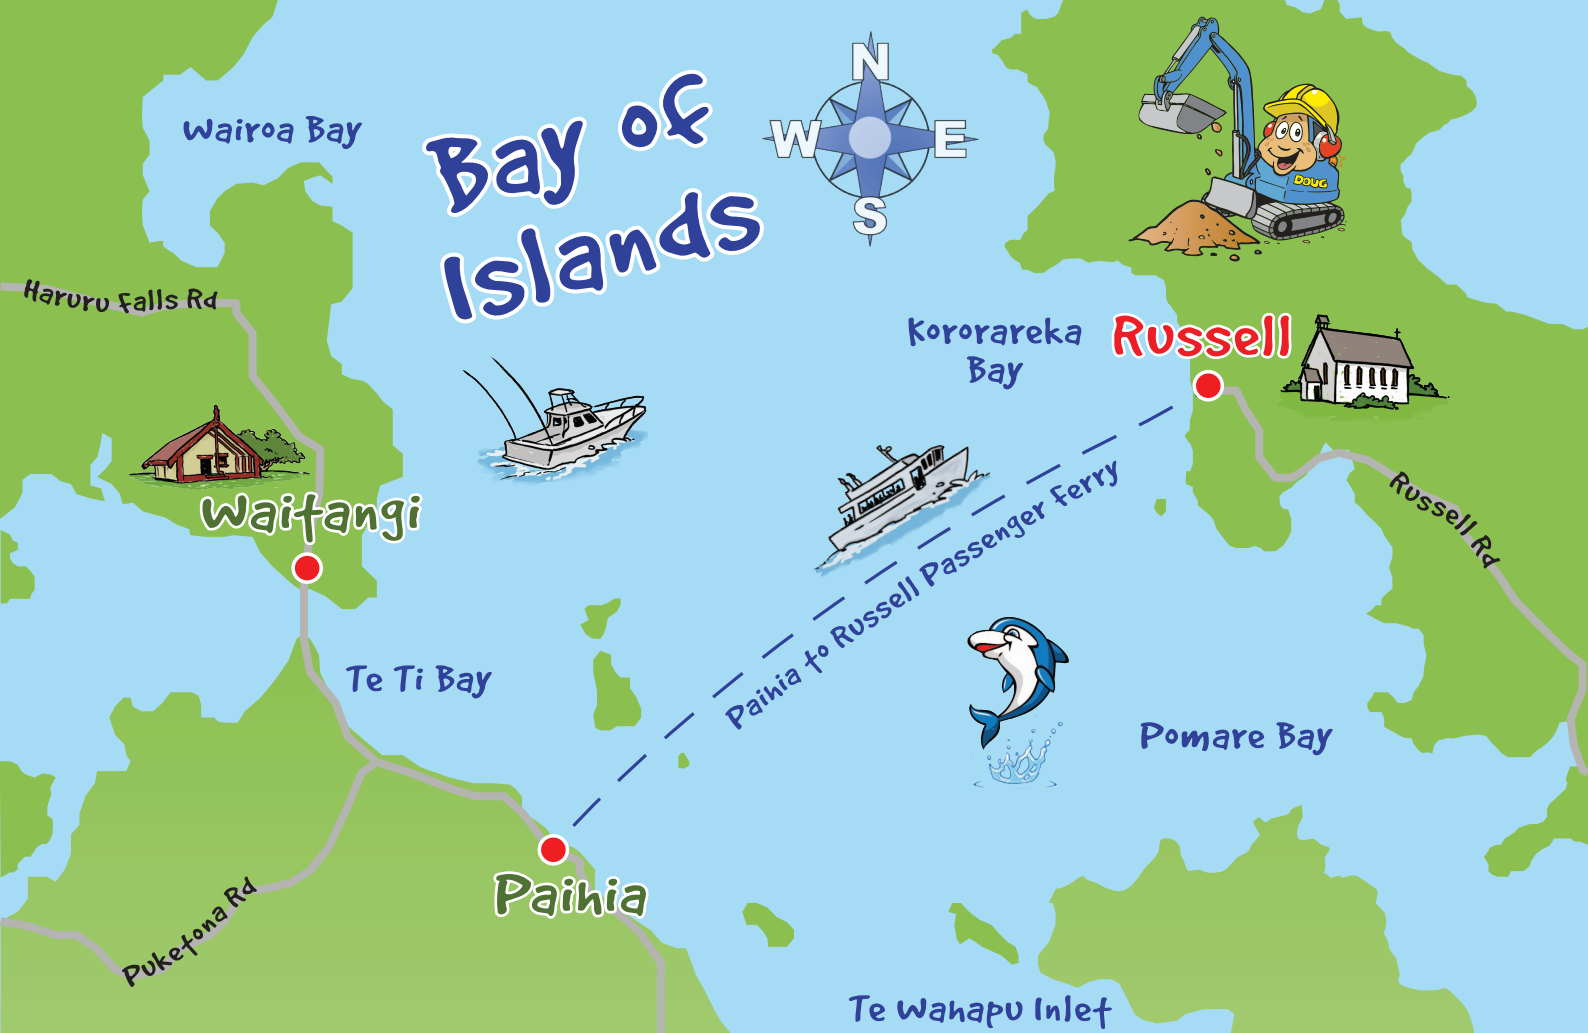 Wairoa Bay
Bay of
Islands
N
W
E
S
DOUG
Haruru Falls Rd
Kororareka
Bay
Russell
Waitangi
Russell Rd
Paihia to Russell Passenger Ferry
Te Ti Bay
Pomare Bay
Paihia
Puketona Rd
Te Wahapu Inlet